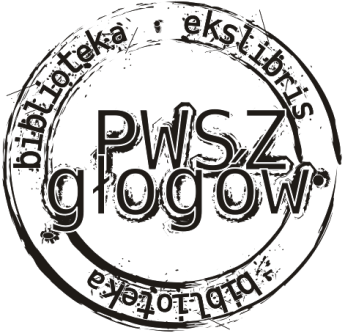 biblioteka · ekslibris
PWSZ
głogów
biblioteka